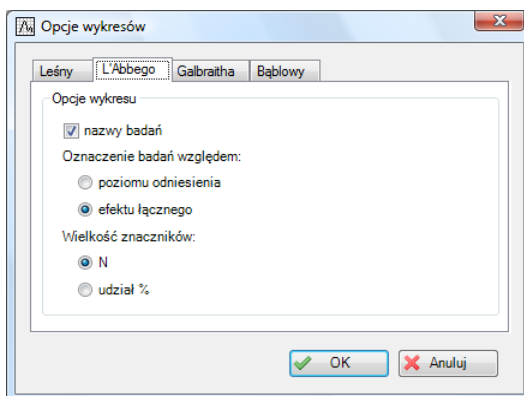 Opcje wykresów
Leśny L'Abbego Galbraitha Bąblowy
Opcje wykresu
nazwy badań
Oznaczenie badań względem:
poziomu odniesienia
efektu łącznego
Wielkość znaczników:
N
udział %
OK Anuluj